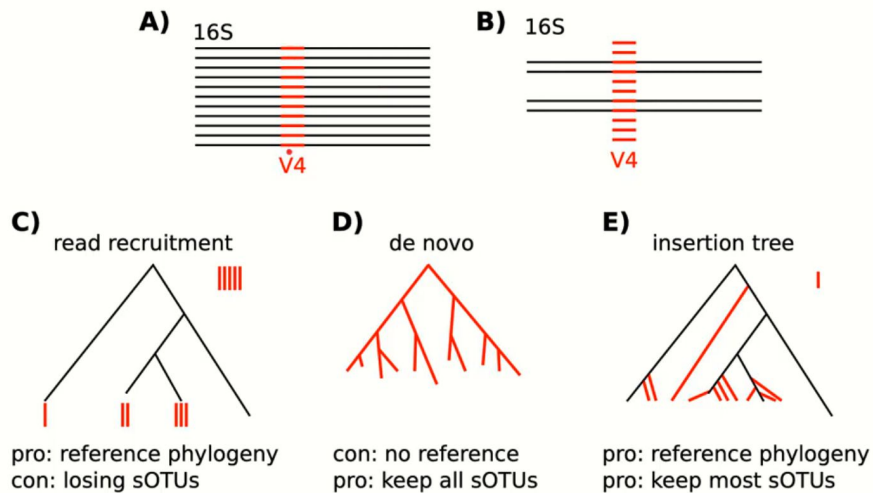 A)
16S
V4
B)
16S
V4
C)
read recruitment
pro: reference phylogeny
con: losing sOTUs
D)
de novo
con: no reference
pro: keep all sOTUs
E)
insertion tree
pro: reference phylogeny
pro: keep most sOTUs